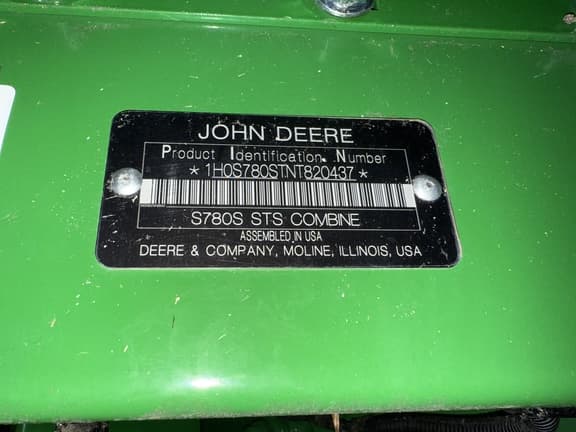 JOHN DEERE
Product Identification Number
*1H0S780STNT820437*
S780S STS COMBINE
ASSEMBLED IN USA
DEERE & COMPANY, MOLINE, ILLINOIS, USA